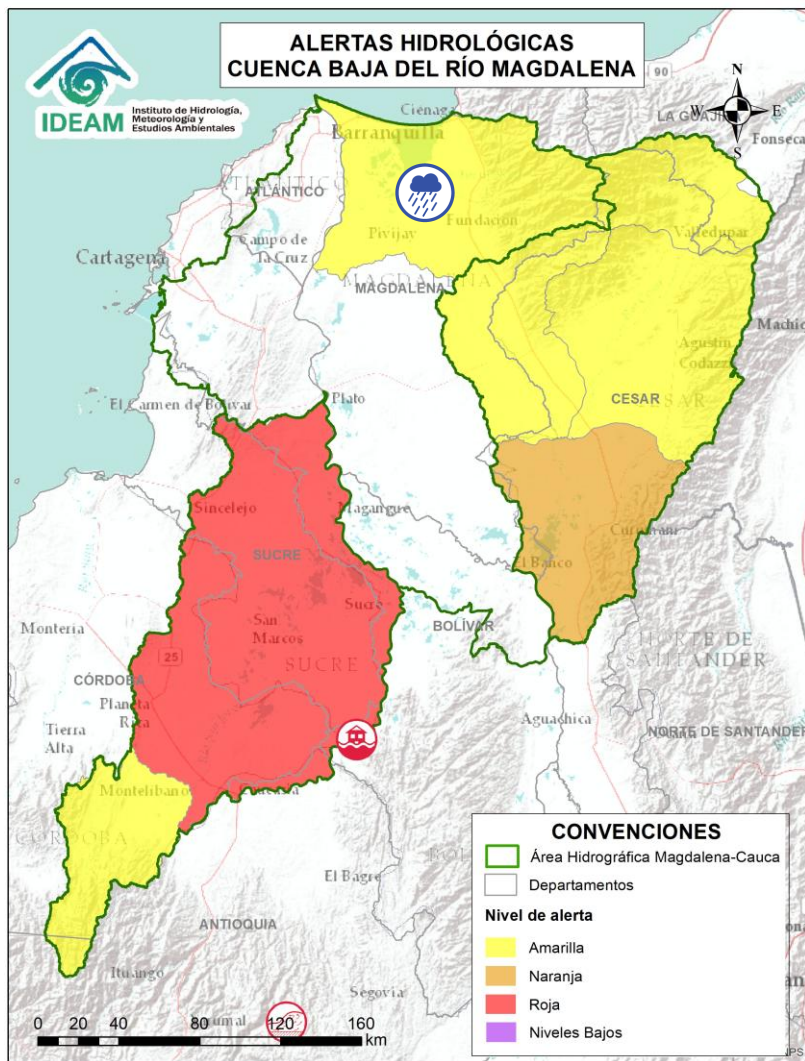 ALERTAS HIDROLÓGICAS
CUENCA BAJA DEL RÍO MAGDALENA
IDEAM
Instituto de Hidrología,
Meteorología y
Estudios Ambientales
N
W
E
S
90
LA GUAJIRA
Fonseca
Ciénaga
Barranquilla
ATLÁNTICO
Pivijay
Fundación
Valledupar
Cartagena
Campo de
la Cruz
MAGDALENA
Agustín
Codazzi
CESAR
El Carmen de Bolívar
Plato
Sincelejo
Magangué
SUCRE
El Banco
San
Marcos
Sucre
SUCRE
BOLÍVAR
Montería
25
NORTE DE
SANTANDER
CÓRDOBA
Planeta
Rica
Tierra
Alta
Aguachica
NORTE DE SANTANDER
Montelíbano
CÓRDOBA
El Bagre
ANTIOQUIA
Ituango
Segovia
0 20 40 80 120 160
km
CONVENCIONES
Área Hidrográfica Magdalena-Cauca
Departamentos
Nivel de alerta
Amarilla
Naranja
Roja
Niveles Bajos